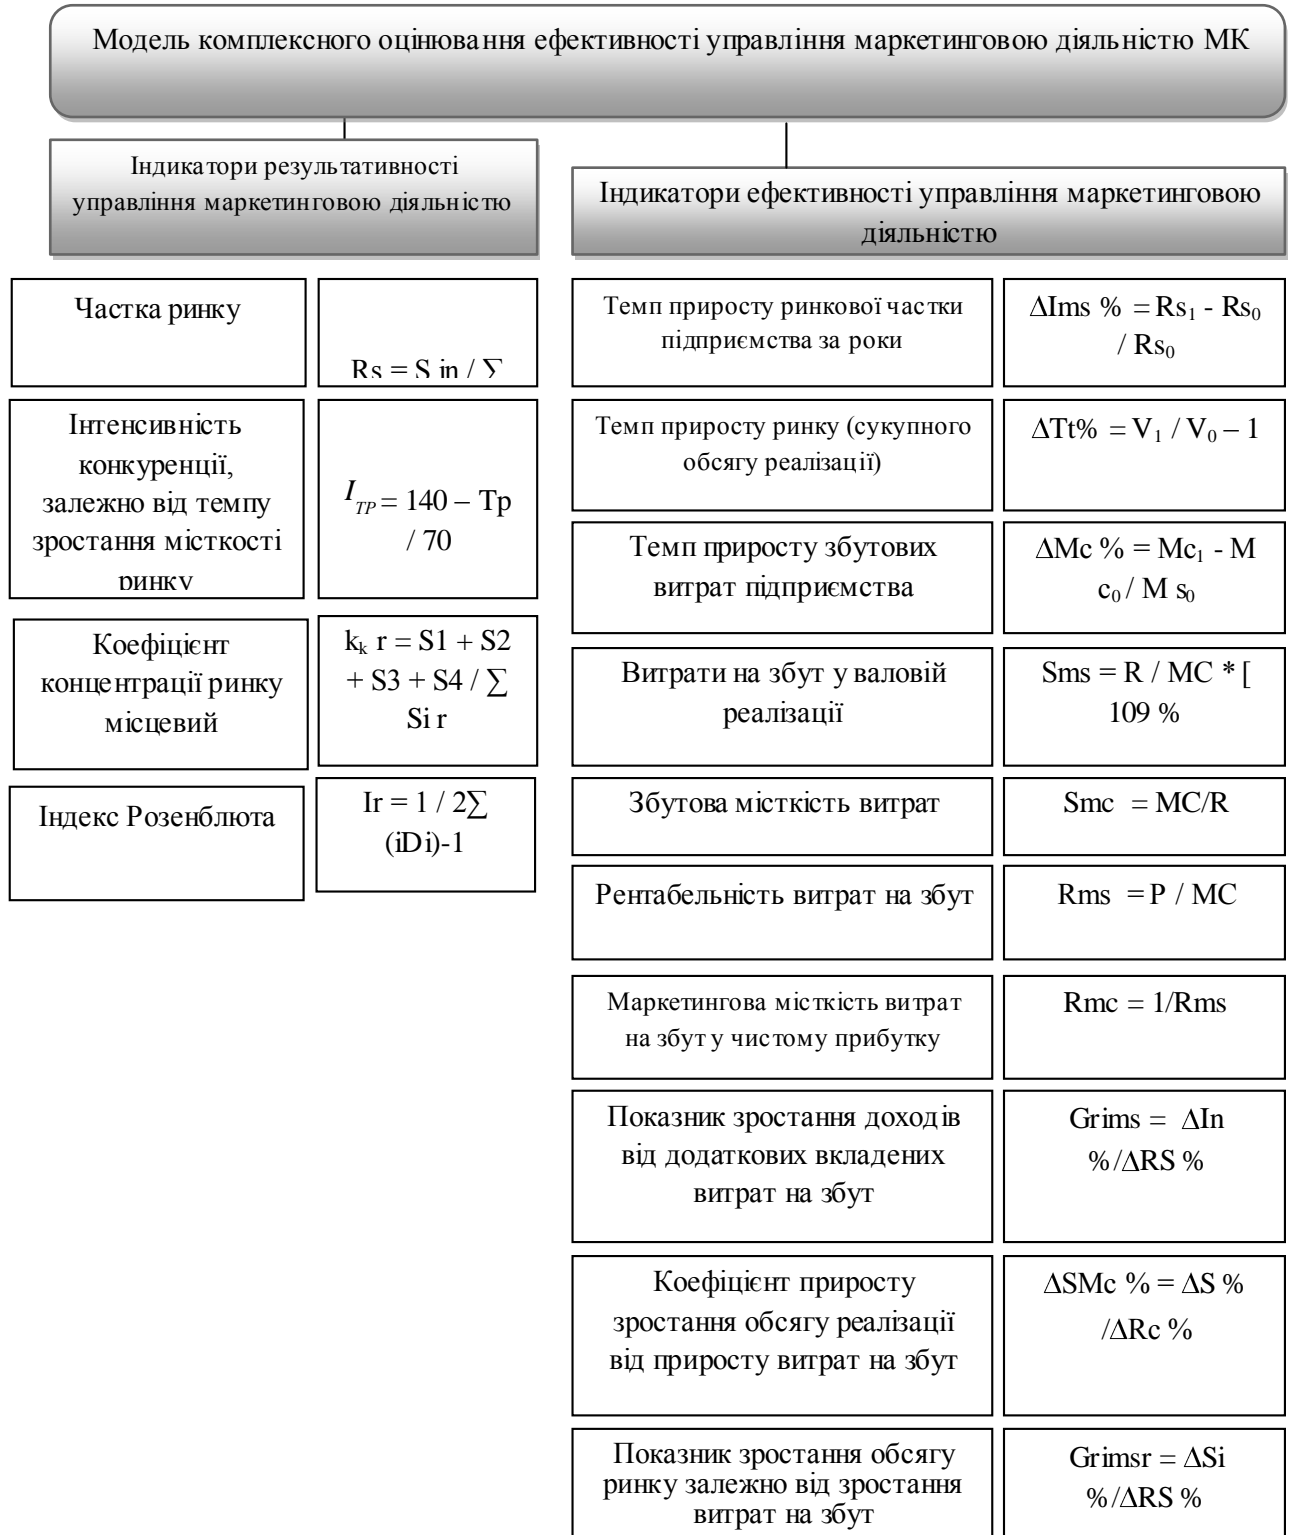 Модель комплексного оцінювання ефективності управління маркетинговою діяльністю МК
Індикатори результативності
управління маркетинговою діяльністю
Частка ринку
Rs = S in / ∑
Інтенсивність
конкуренції,
залежно від темпу
зростання місткості
ринку
I_TP = 140 – Tp
/ 70
Коефіцієнт
концентрації ринку
місцевий
kₖ r = S1 + S2
+ S3 + S4 / ∑
Si r
Індекс Розенблюта
Ir = 1 / 2∑
(iDi)-1
Індикатори ефективності управління маркетинговою
діяльністю
Темп приросту ринкової частки
підприємства за роки
ΔIms % = Rs₁ - Rs₀
/ Rs₀
Темп приросту ринку (сукупного
обсягу реалізації)
ΔTt% = V₁ / V₀ – 1
Темп приросту збутових
витрат підприємства
ΔMc % = Mc₁ - M
c₀ / M s₀
Витрати на збут у валовій
реалізації
Sms = R / MC * [
109 %
Збутова місткість витрат
Smc = MC/R
Рентабельність витрат на збут
Rms = P / MC
Маркетингова місткість витрат
на збут у чистому прибутку
Rmc = 1/Rms
Показник зростання доходів
від додаткових вкладених
витрат на збут
Grims = ΔIn
%/ΔRS %
Коефіцієнт приросту
зростання обсягу реалізації
від приросту витрат на збут
ΔSMc % = ΔS %
/ΔRc %
Показник зростання обсягу
ринку залежно від зростання
витрат на збут
Grimsr = ΔSi
%/ΔRS %